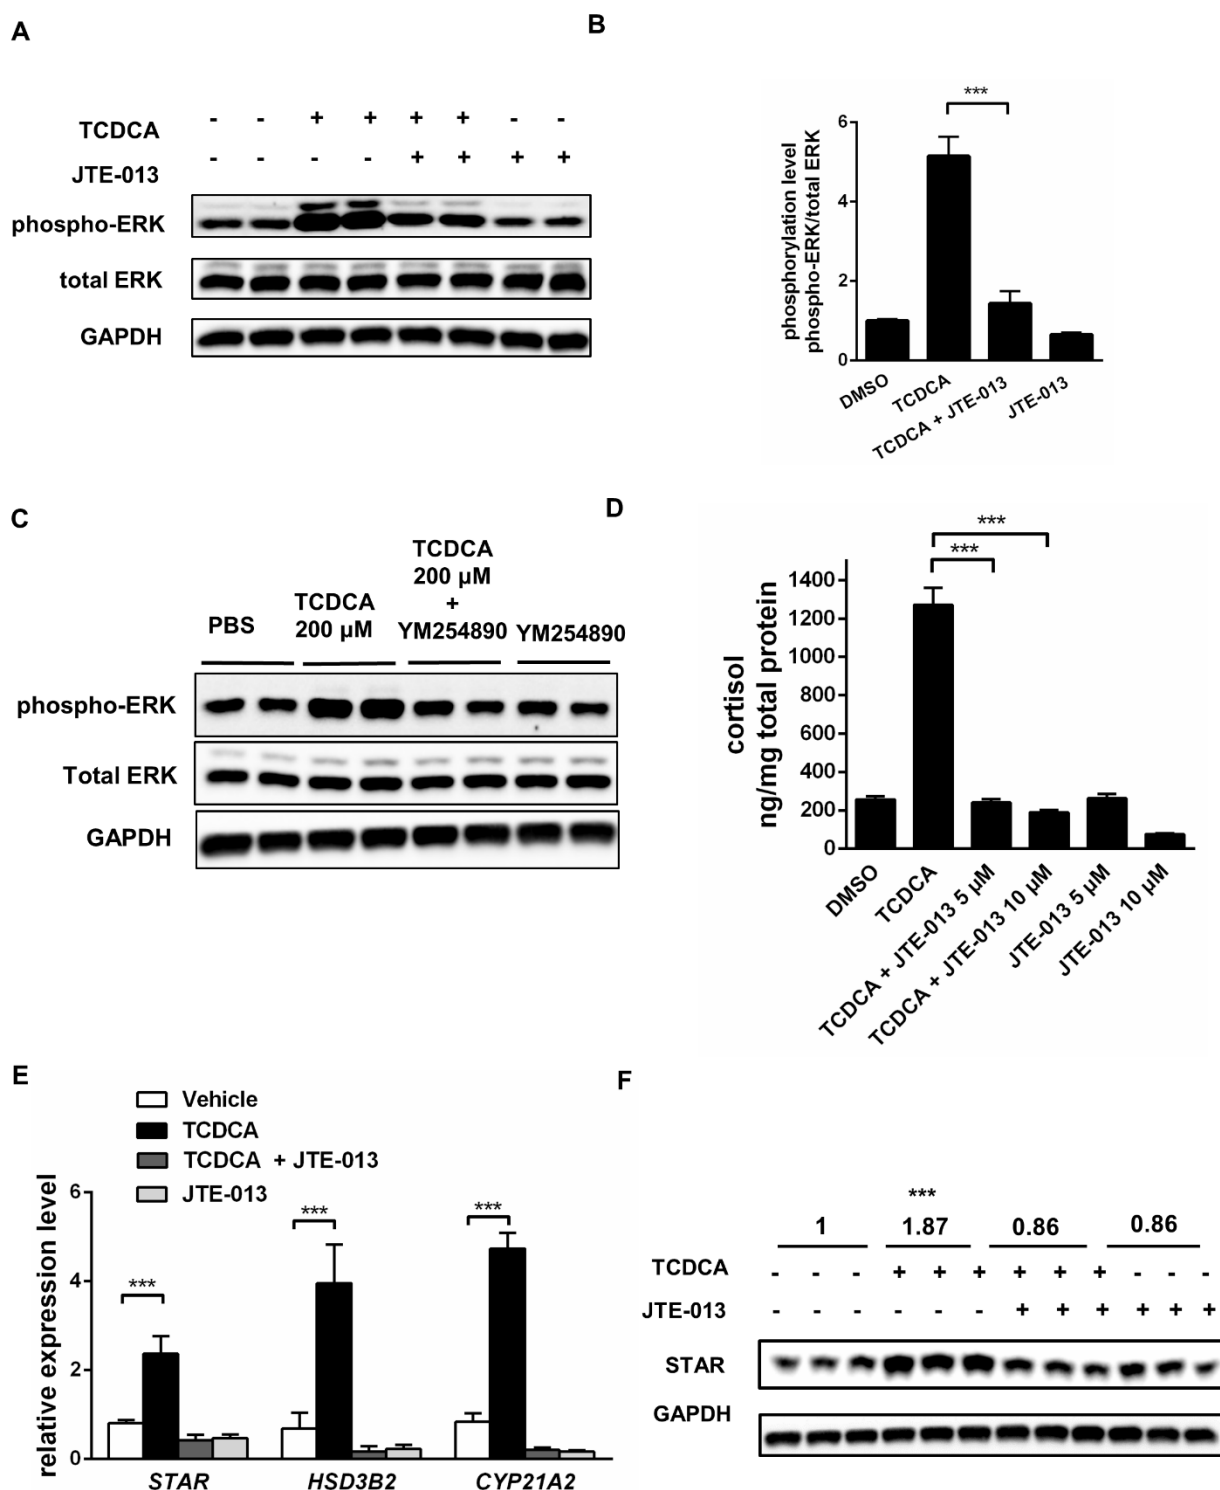 A
TCDCA - - + + + + - -
JTE-013 - - - - + + + +
phospho-ERK
total ERK
GAPDH
B
***
phosphorylation level
phospho-ERK/total ERK
6
4
2
0
DMSO
TCDCA
TCDCA + JTE-013
JTE-013
C
PBS
TCDCA
200 µM
TCDCA
200 µM
+
YM254890
YM254890
phospho-ERK
Total ERK
GAPDH
D
***
***
cortisol
ng/mg total protein
1400
1200
1000
800
600
400
200
0
DMSO
TCDCA
TCDCA + JTE-013 5 µM
TCDCA + JTE-013 10 µM
JTE-013 5 µM
JTE-013 10 µM
E
Vehicle
TCDCA
TCDCA + JTE-013
JTE-013
relative expression level
6
4
2
0
***
***
***
STAR
HSD3B2
CYP21A2
F
***
1 1.87 0.86 0.86
TCDCA - - - + + + + + + - - -
JTE-013 - - - - - - + + + + + +
STAR
GAPDH